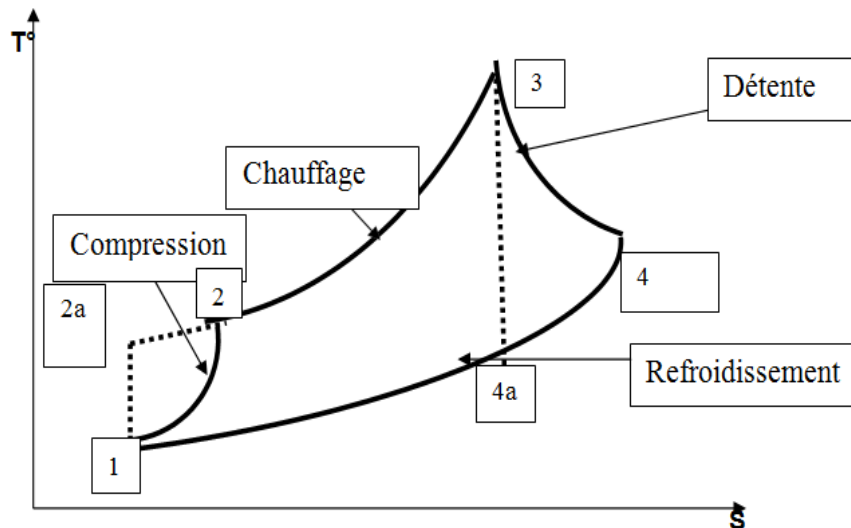 T°
3
Détente
Chauffage
Compression
2a
2
4
4a
Refroidissement
1
S